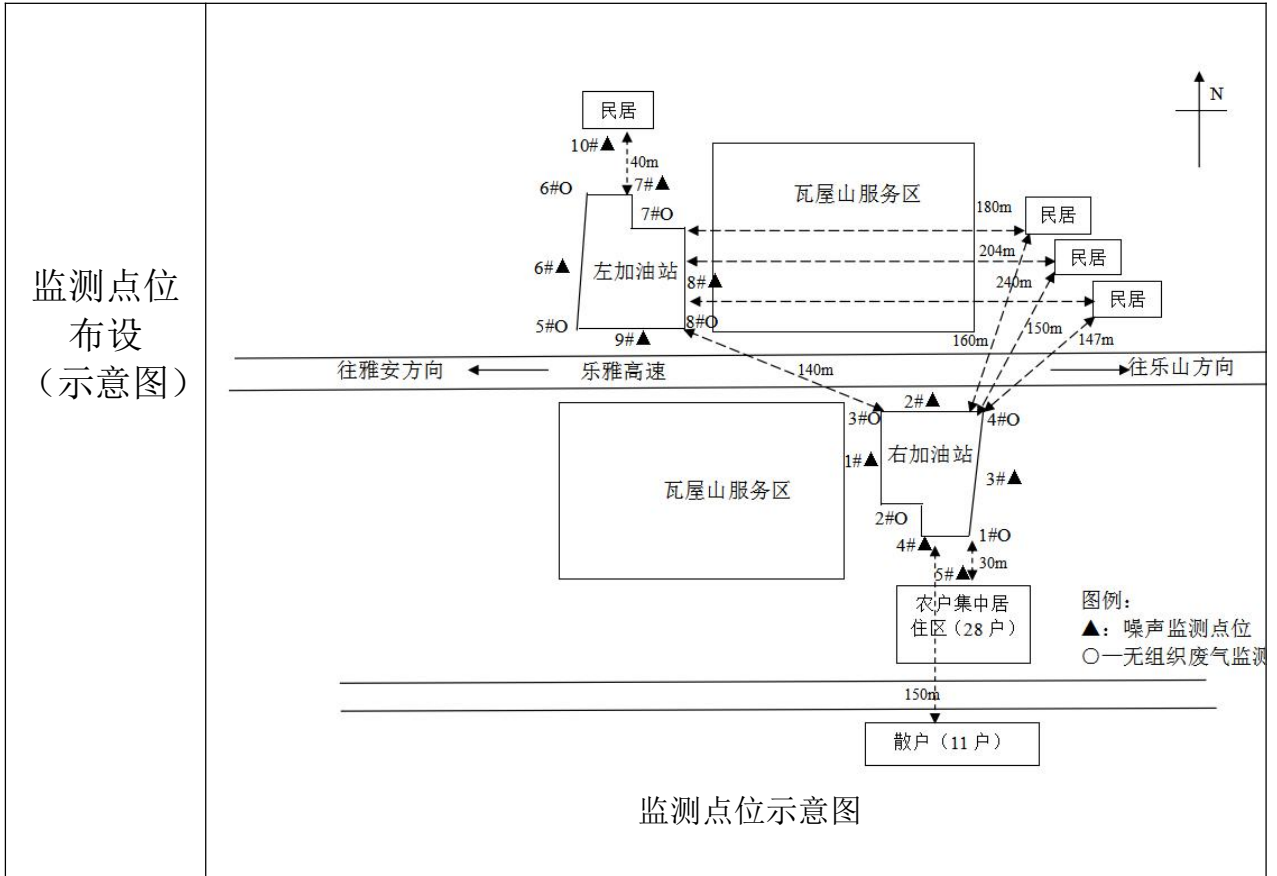 监测点位
布设
（示意图）
N
民居
10#▲
40m
6#O
7#▲
7#O
瓦屋山服务区
180m
民居
204m
民居
6#▲
左加油站
8#▲
240m
民居
5#O
8#O
9#▲
160m
150m
147m
往雅安方向
乐雅高速
140m
往乐山方向
2#▲
3#O
4#O
1#▲
右加油站
3#▲
瓦屋山服务区
2#O
4#▲
1#O
30m
5#▲
农户集中居
住区（28 户）
图例：
▲：噪声监测点位
○—无组织废气监测
150m
散户（11 户）
监测点位示意图